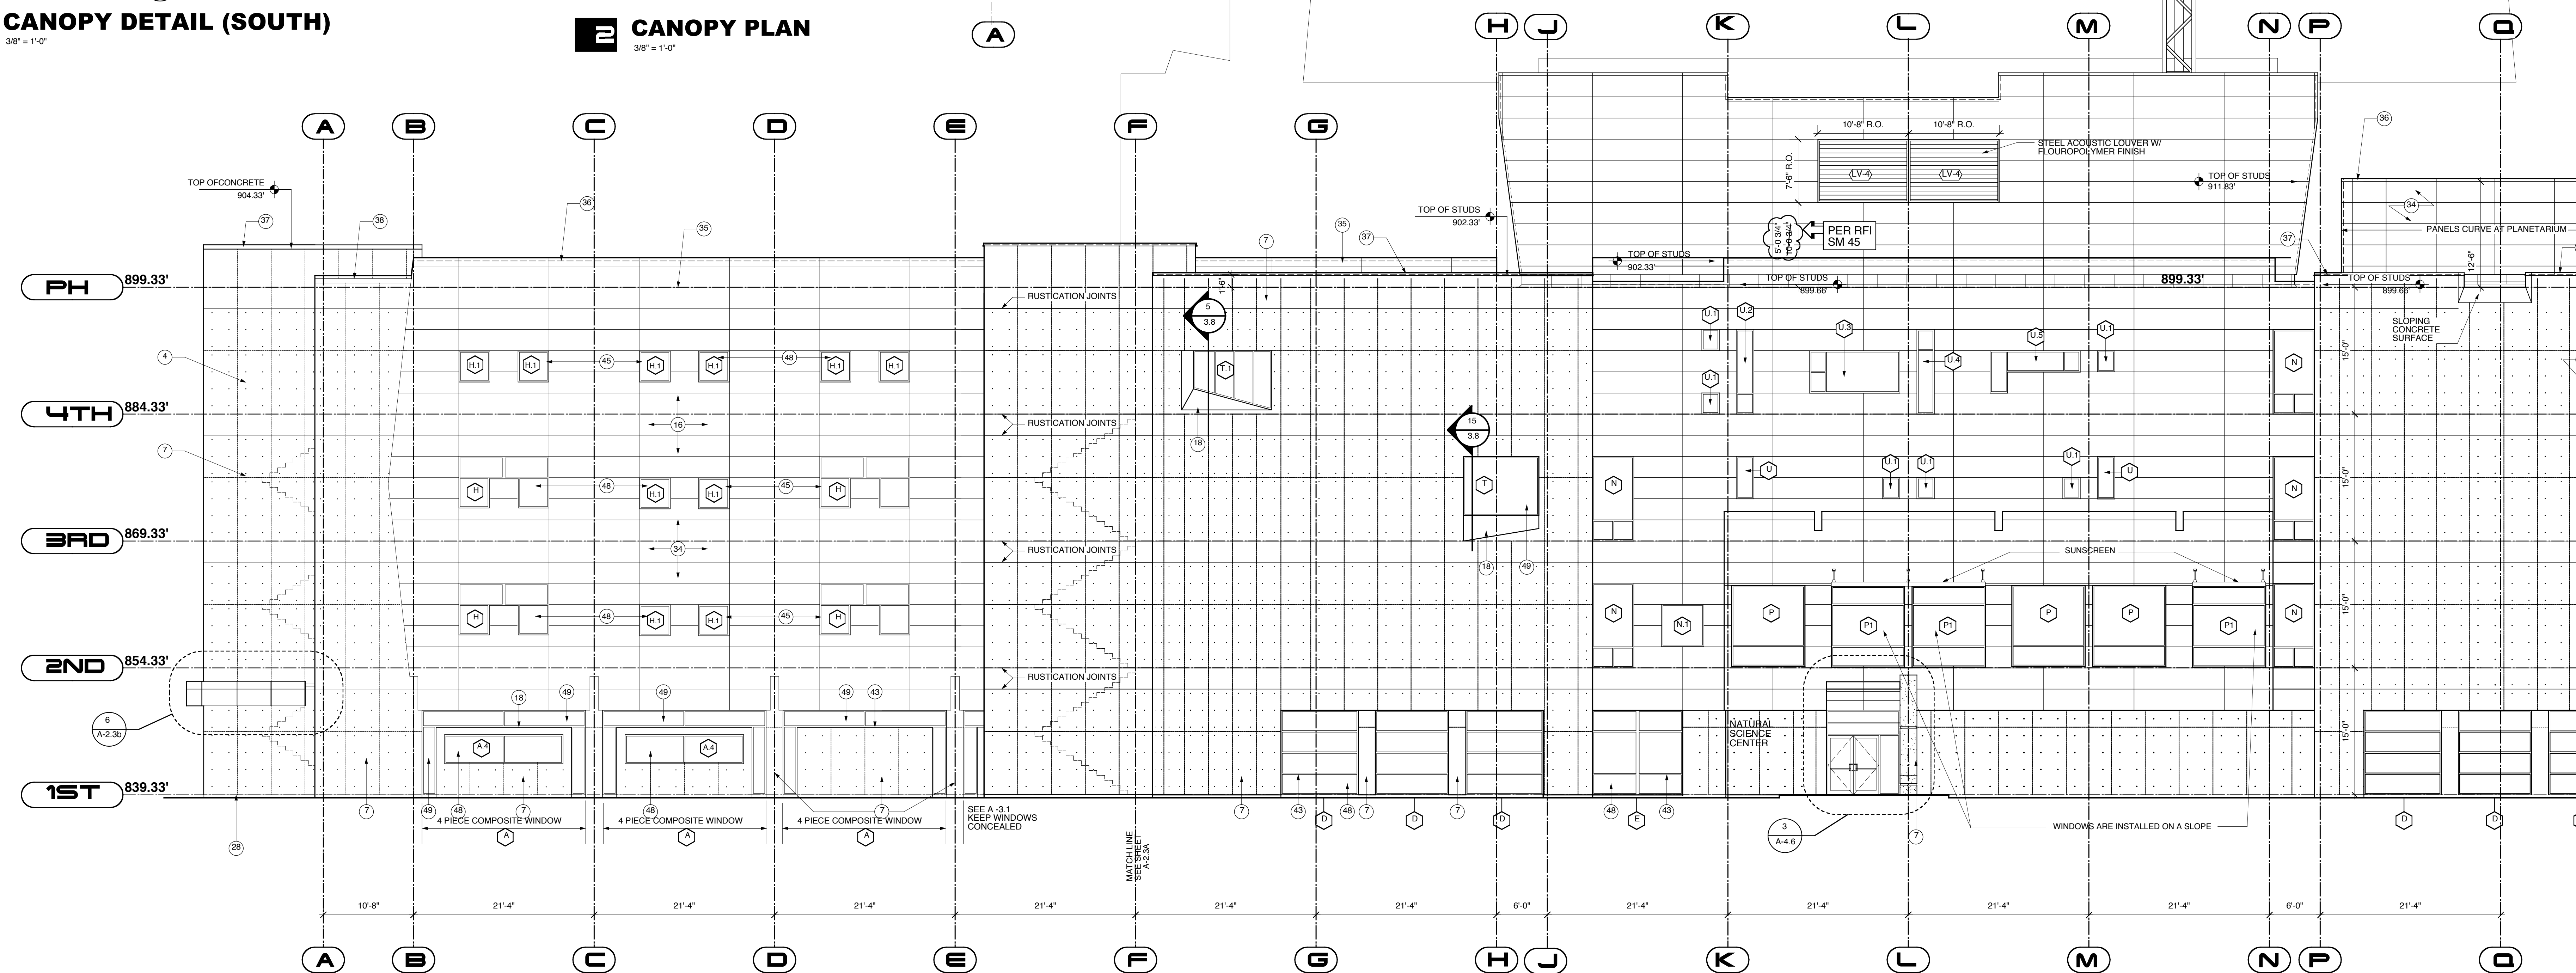 CANOPY DETAIL (SOUTH)
3/8" = 1'-0"
2 CANOPY PLAN
3/8" = 1'-0"
A
H J K L M N P Q
A B C D E F G
36
10'-8" R.O. 10'-8" R.O.
STEEL ACOUSTIC LOUVER W/
FLOUROPOLYMER FINISH
7'-6" R.O.
LV-4 LV-4
TOP OF STUDS
911.83'
TOP OFCONCRETE
904.33'
37 38 36 35
TOP OF STUDS
902.33'
35 37 7
5'-0 3/4"
10'-0 3/4"
PER RFI
SM 45
34
PANELS CURVE AT PLANETARIUM
37
12'-6"
TOP OF STUDS
902.33'
PH 899.33'
1'-6"
TOP OF STUDS
899.66'
899.33'
TOP OF STUDS
899.66'
RUSTICATION JOINTS
5
3.8
U.1 U.2 U.3 U.5 U.1
SLOPING
CONCRETE
SURFACE
4
H.1 H.1 45 H.1 H.1 48 H.1 H.1
T.1
U.4
N
15'-0"
U.1
4TH 884.33'
16
RUSTICATION JOINTS
18
15
3.8
7
H 48 H.1 H.1 45 H
T
N U U.1 U.1 U.1 U N
15'-0"
49
3RD 869.33'
34
RUSTICATION JOINTS
18 49
SUNSCREEN
H 48 H.1 H.1 45 H
N N.1 P P1 P1 P P P1 N
15'-0"
2ND 854.33'
RUSTICATION JOINTS
18 49 49 49 43
6
A-2.3b
NATURAL
SCIENCE
CENTER
15'-0"
A.4 A.4
1ST 839.33'
7 49 48 7 48 7
SEE A -3.1
KEEP WINDOWS
CONCEALED
7 43 48 7 7 48 43
4 PIECE COMPOSITE WINDOW 4 PIECE COMPOSITE WINDOW 4 PIECE COMPOSITE WINDOW
A A A
D D D E D D
28
3
A-4.6
7
WINDOWS ARE INSTALLED ON A SLOPE
MATCH LINE
SEE SHEET
A-2.3A
10'-8" 21'-4" 21'-4" 21'-4" 21'-4" 21'-4" 21'-4" 6'-0" 21'-4" 21'-4" 21'-4" 21'-4" 6'-0" 21'-4"
A B C D E F G H J K L M N P Q